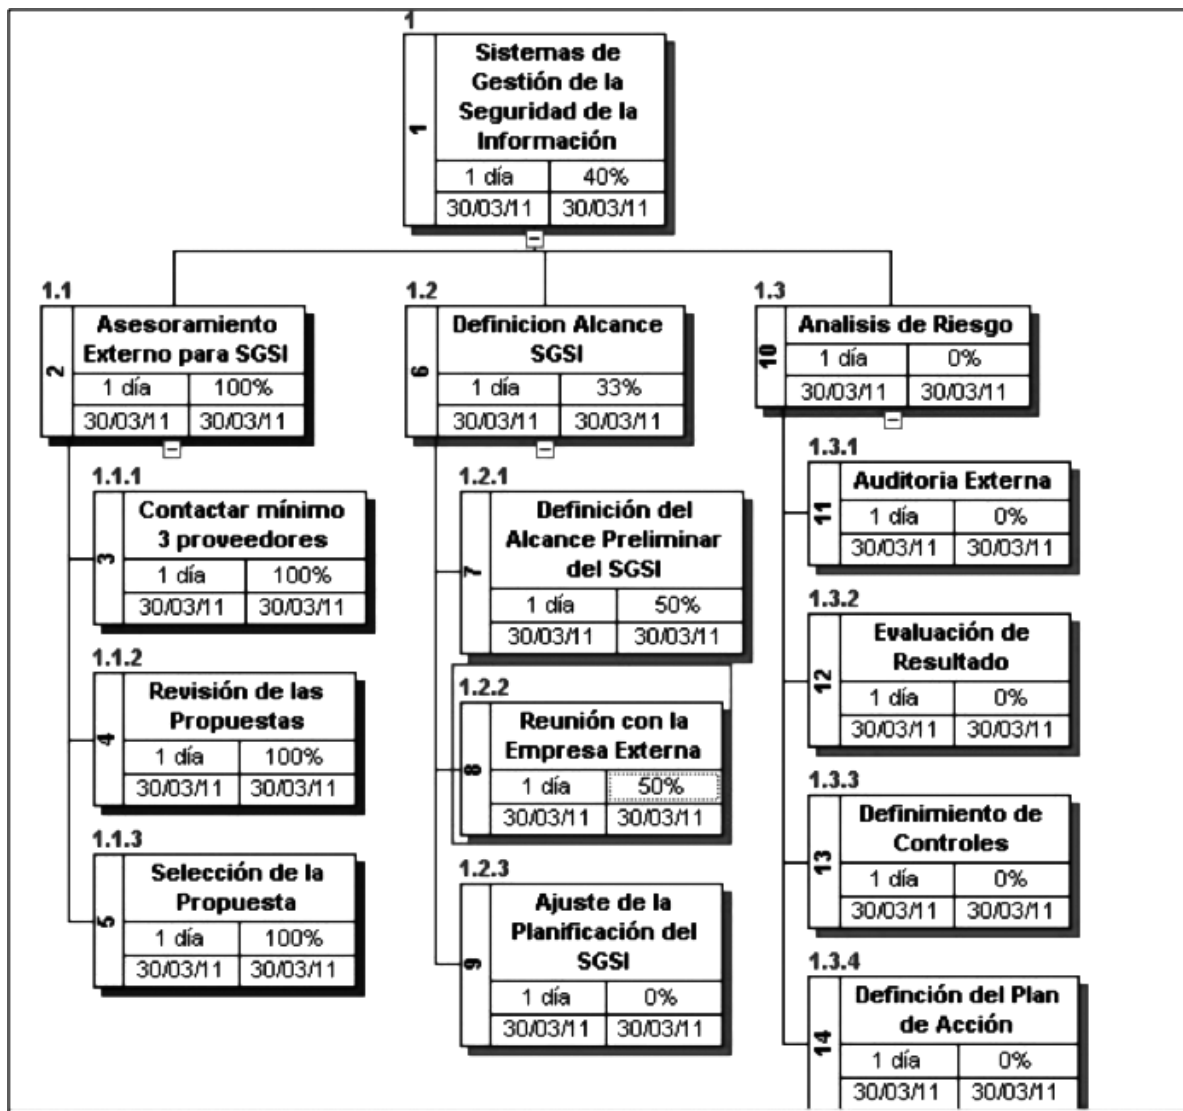 1
1
Sistemas de
Gestión de la
Seguridad de la
Información
1 día 40%
30/03/11 30/03/11
1.1
2
Asesoramiento
Externo para SGSI
1 día 100%
30/03/11 30/03/11
1.1.1
3
Contactar mínimo
3 proveedores
1 día 100%
30/03/11 30/03/11
1.1.2
4
Revisión de las
Propuestas
1 día 100%
30/03/11 30/03/11
1.1.3
5
Selección de la
Propuesta
1 día 100%
30/03/11 30/03/11
1.2
6
Definicion Alcance
SGSI
1 día 33%
30/03/11 30/03/11
1.2.1
7
Definición del
Alcance Preliminar
del SGSI
1 día 50%
30/03/11 30/03/11
1.2.2
8
Reunión con la
Empresa Externa
1 día 50%
30/03/11 30/03/11
1.2.3
9
Ajuste de la
Planificación del
SGSI
1 día 0%
30/03/11 30/03/11
1.3
10
Analisis de Riesgo
1 día 0%
30/03/11 30/03/11
1.3.1
11
Auditoria Externa
1 día 0%
30/03/11 30/03/11
1.3.2
12
Evaluación de
Resultado
1 día 0%
30/03/11 30/03/11
1.3.3
13
Definimiento de
Controles
1 día 0%
30/03/11 30/03/11
1.3.4
14
Definción del Plan
de Acción
1 día 0%
30/03/11 30/03/11